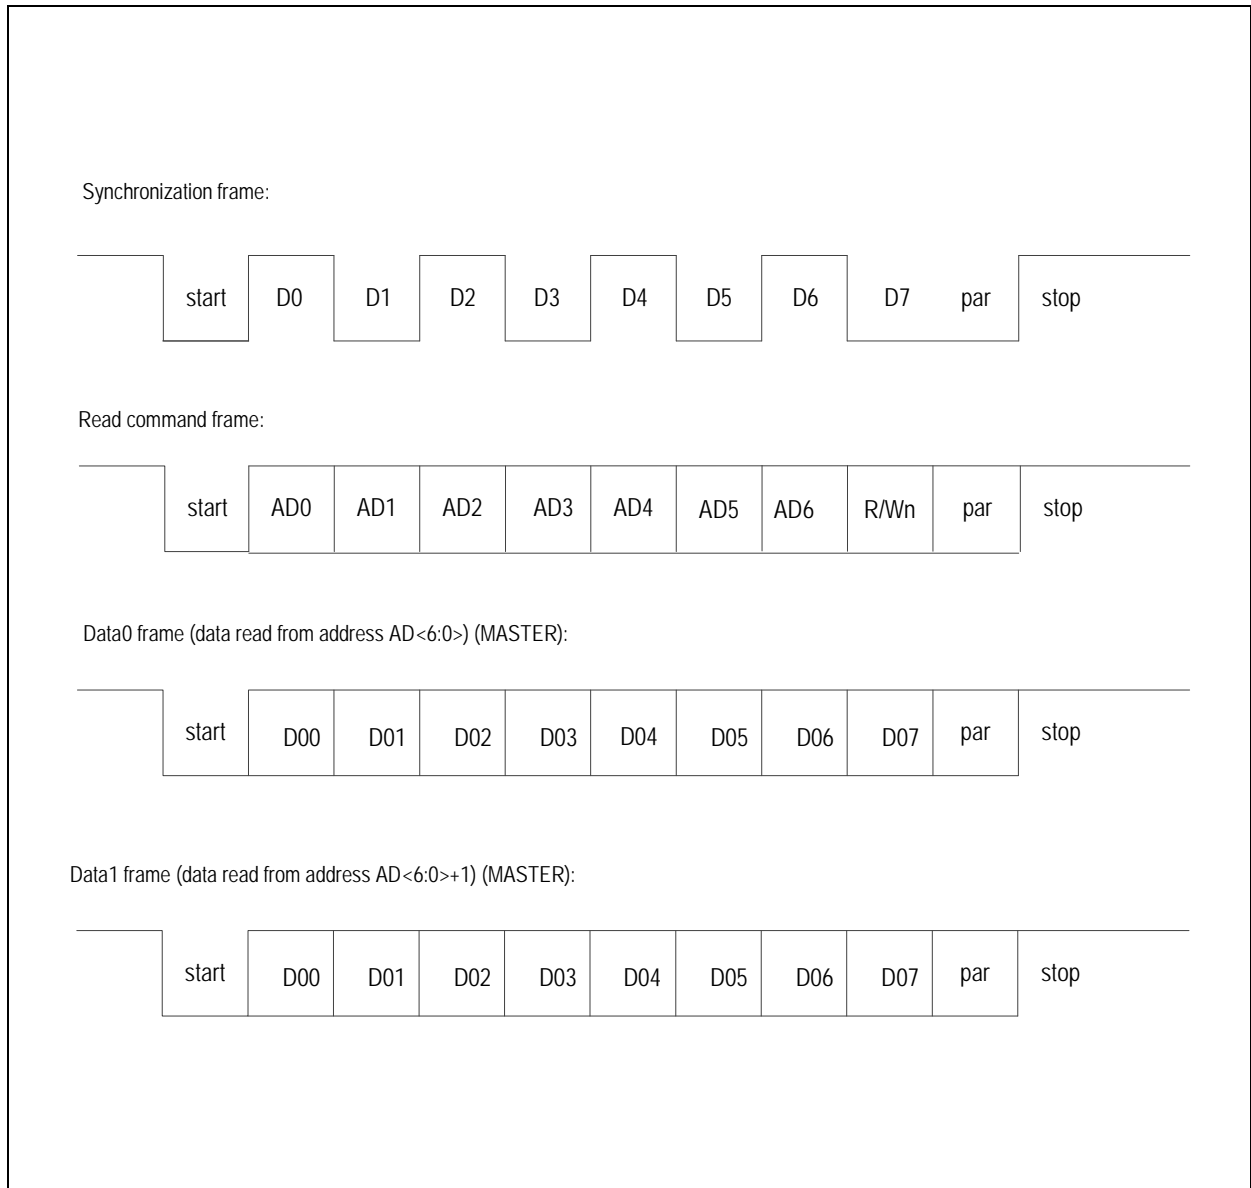 Synchronization frame:
start D0 D1 D2 D3 D4 D5 D6 D7 par stop
Read command frame:
start AD0 AD1 AD2 AD3 AD4 AD5 AD6 R/Wn par stop
Data0 frame (data read from address AD<6:0>) (MASTER):
start D00 D01 D02 D03 D04 D05 D06 D07 par stop
Data1 frame (data read from address AD<6:0>+1) (MASTER):
start D00 D01 D02 D03 D04 D05 D06 D07 par stop